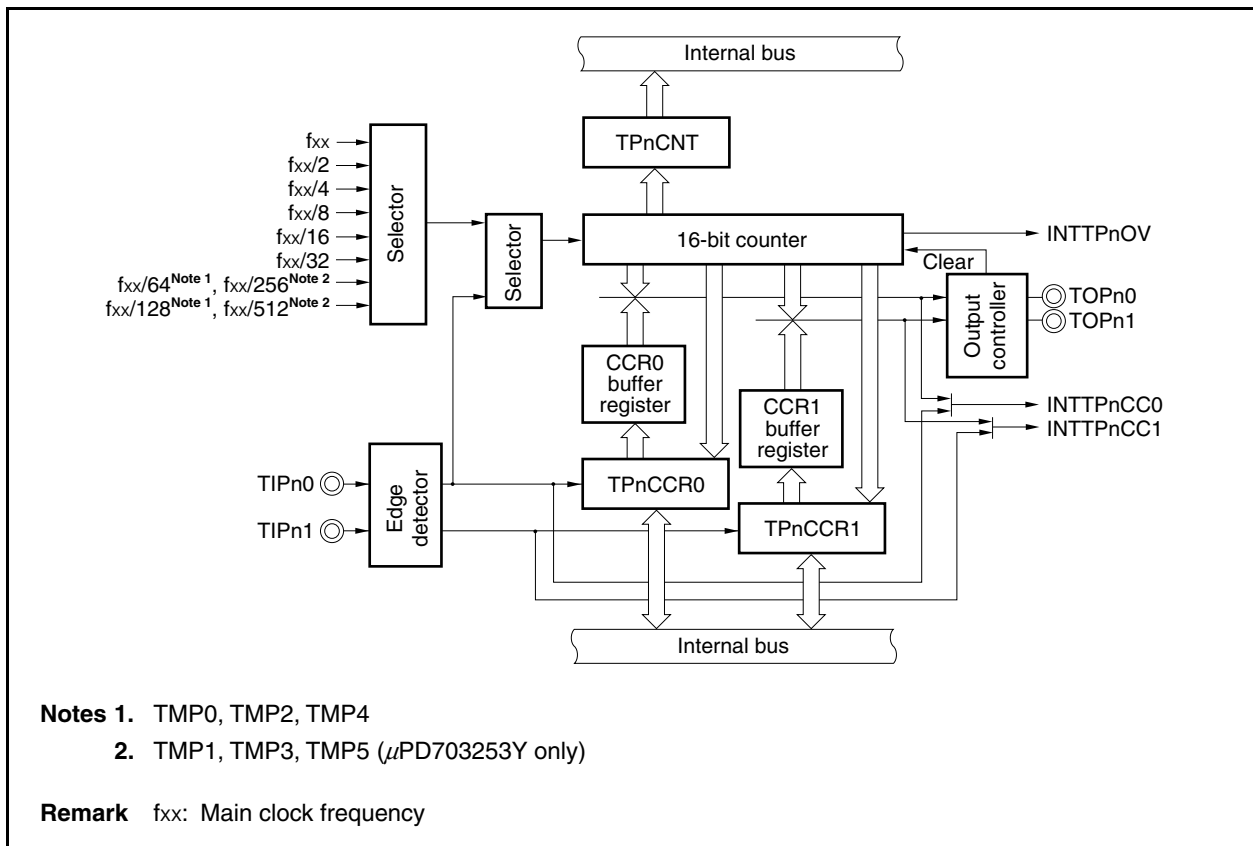 Internal bus
TPnCNT
fxx
fxx/2
fxx/4
fxx/8
fxx/16
fxx/32
fxx/64Note 1, fxx/256Note 2
fxx/128Note 1, fxx/512Note 2
Selector
Selector
16-bit counter
INTTPnOV
Clear
TOPn0
TOPn1
Output
controller
CCR0
buffer
register
CCR1
buffer
register
INTTPnCC0
INTTPnCC1
TIPn0
TIPn1
Edge
detector
TPnCCR0
TPnCCR1
Internal bus
Notes 1. TMP0, TMP2, TMP4
2. TMP1, TMP3, TMP5 (μPD703253Y only)
Remark fxx: Main clock frequency